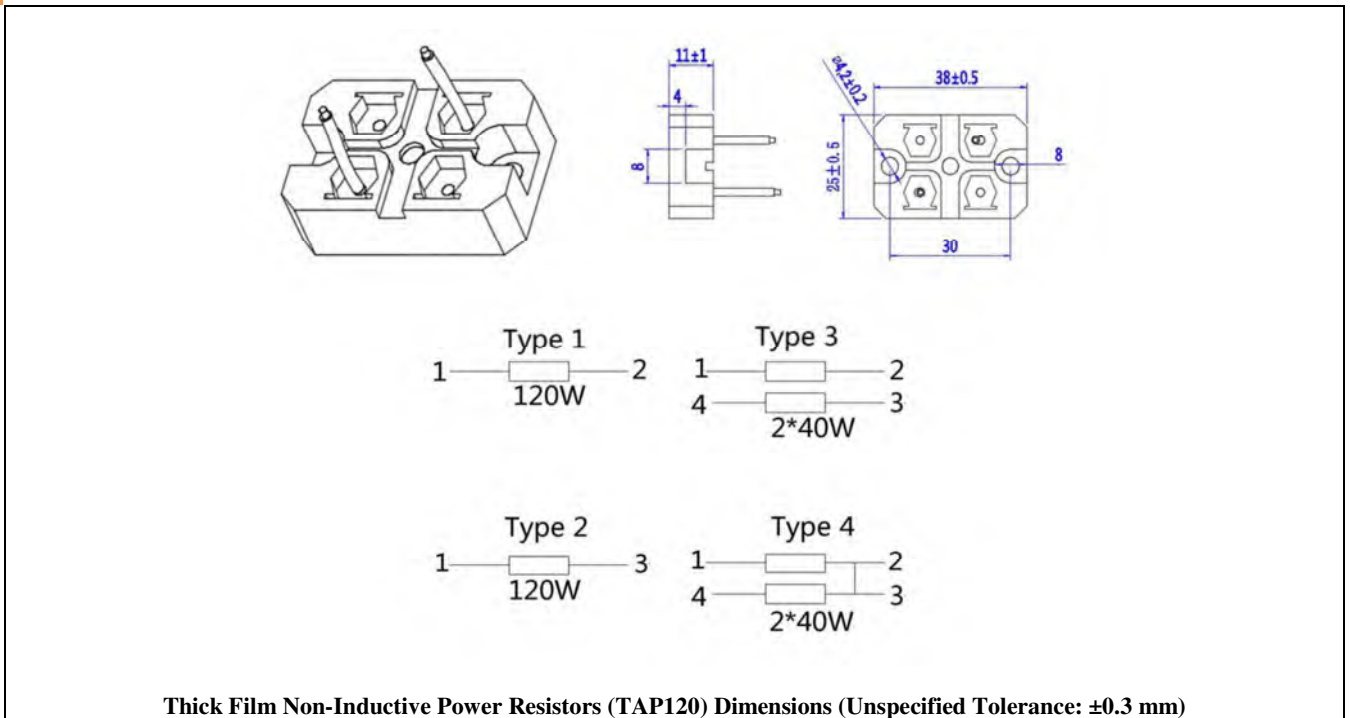 11±1
4
8
ø4,2±0.2
38±0.5
25±0.5
8
30
Type 1
1 2
120W
Type 3
1 2
4 3
2*40W
Type 2
1 3
120W
Type 4
1 2
4 3
2*40W
Thick Film Non-Inductive Power Resistors (TAP120) Dimensions (Unspecified Tolerance: ±0.3 mm)